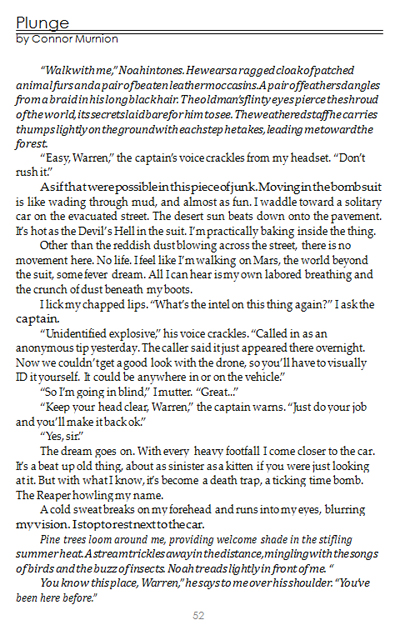 Plunge
by Connor Murnion
"Walk with me," Noah intones. He wears a ragged cloak of patched
animal furs and a pair of beaten leather moccasins. A pair of feathers dangles
from a braid in his long black hair. The old man's flinty eyes pierce the shroud
of the world, its secrets laid bare for him to see. The weathered staff he carries
thumps lightly on the ground with each step he takes, leading me toward the
forest.
"Easy, Warren," the captain's voice crackles from my headset. "Don't
rush it."
As if that were possible in this piece of junk. Moving in the bomb suit
is like wading through mud, and almost as fun. I waddle toward a solitary
car on the evacuated street. The desert sun beats down onto the pavement.
It's hot as the Devil's Hell in the suit. I'm practically baking inside the thing.
Other than the reddish dust blowing across the street, there is no
movement here. No life. I feel like I'm walking on Mars, the world beyond
the suit, some fever dream. All I can hear is my own labored breathing and
the crunch of dust beneath my boots.
I lick my chapped lips. "What's the intel on this thing again?" I ask the
captain.
"Unidentified explosive," his voice crackles. "Called in as an
anonymous tip yesterday. The caller said it just appeared there overnight.
Now we couldn't get a good look with the drone, so you'll have to visually
ID it yourself. It could be anywhere in or on the vehicle."
"So I'm going in blind," I mutter. "Great..."
"Keep your head clear, Warren," the captain warns. "Just do your job
and you'll make it back ok."
"Yes, sir."
The dream goes on. With every heavy footfall I come closer to the car.
It's a beat up old thing, about as sinister as a kitten if you were just looking
at it. But with what I know, it's become a death trap, a ticking time bomb.
The Reaper howling my name.
A cold sweat breaks on my forehead and runs into my eyes, blurring
my vision. I stop to rest next to the car.
Pine trees loom around me, providing welcome shade in the stifling
summer heat. A stream trickles away in the distance, mingling with the songs
of birds and the buzz of insects. Noah treads lightly in front of me. "
You know this place, Warren," he says to me over his shoulder. "You've
been here before."
52